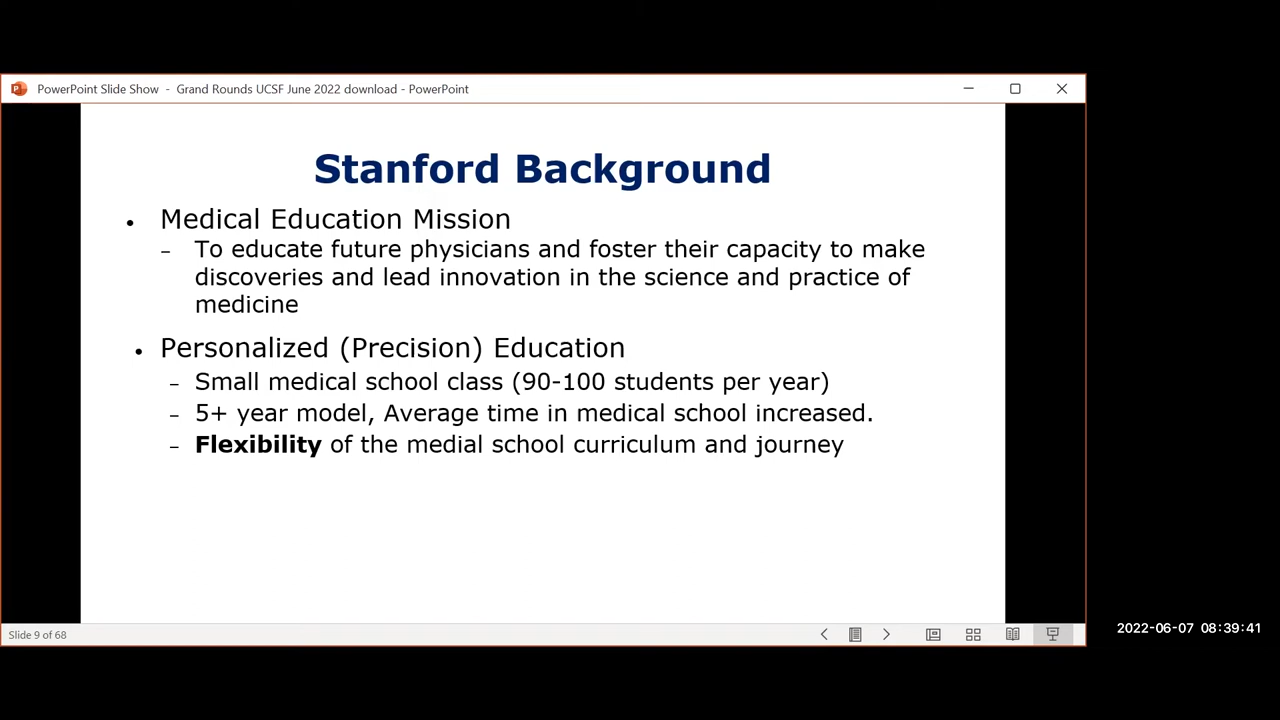 PowerPoint Slide Show - Grand Rounds UCSF June 2022 download - PowerPoint
Stanford Background
• Medical Education Mission
– To educate future physicians and foster their capacity to make
discoveries and lead innovation in the science and practice of
medicine
• Personalized (Precision) Education
– Small medical school class (90-100 students per year)
– 5+ year model, Average time in medical school increased.
– Flexibility of the medial school curriculum and journey
Slide 9 of 68
2022-06-07 08:39:41